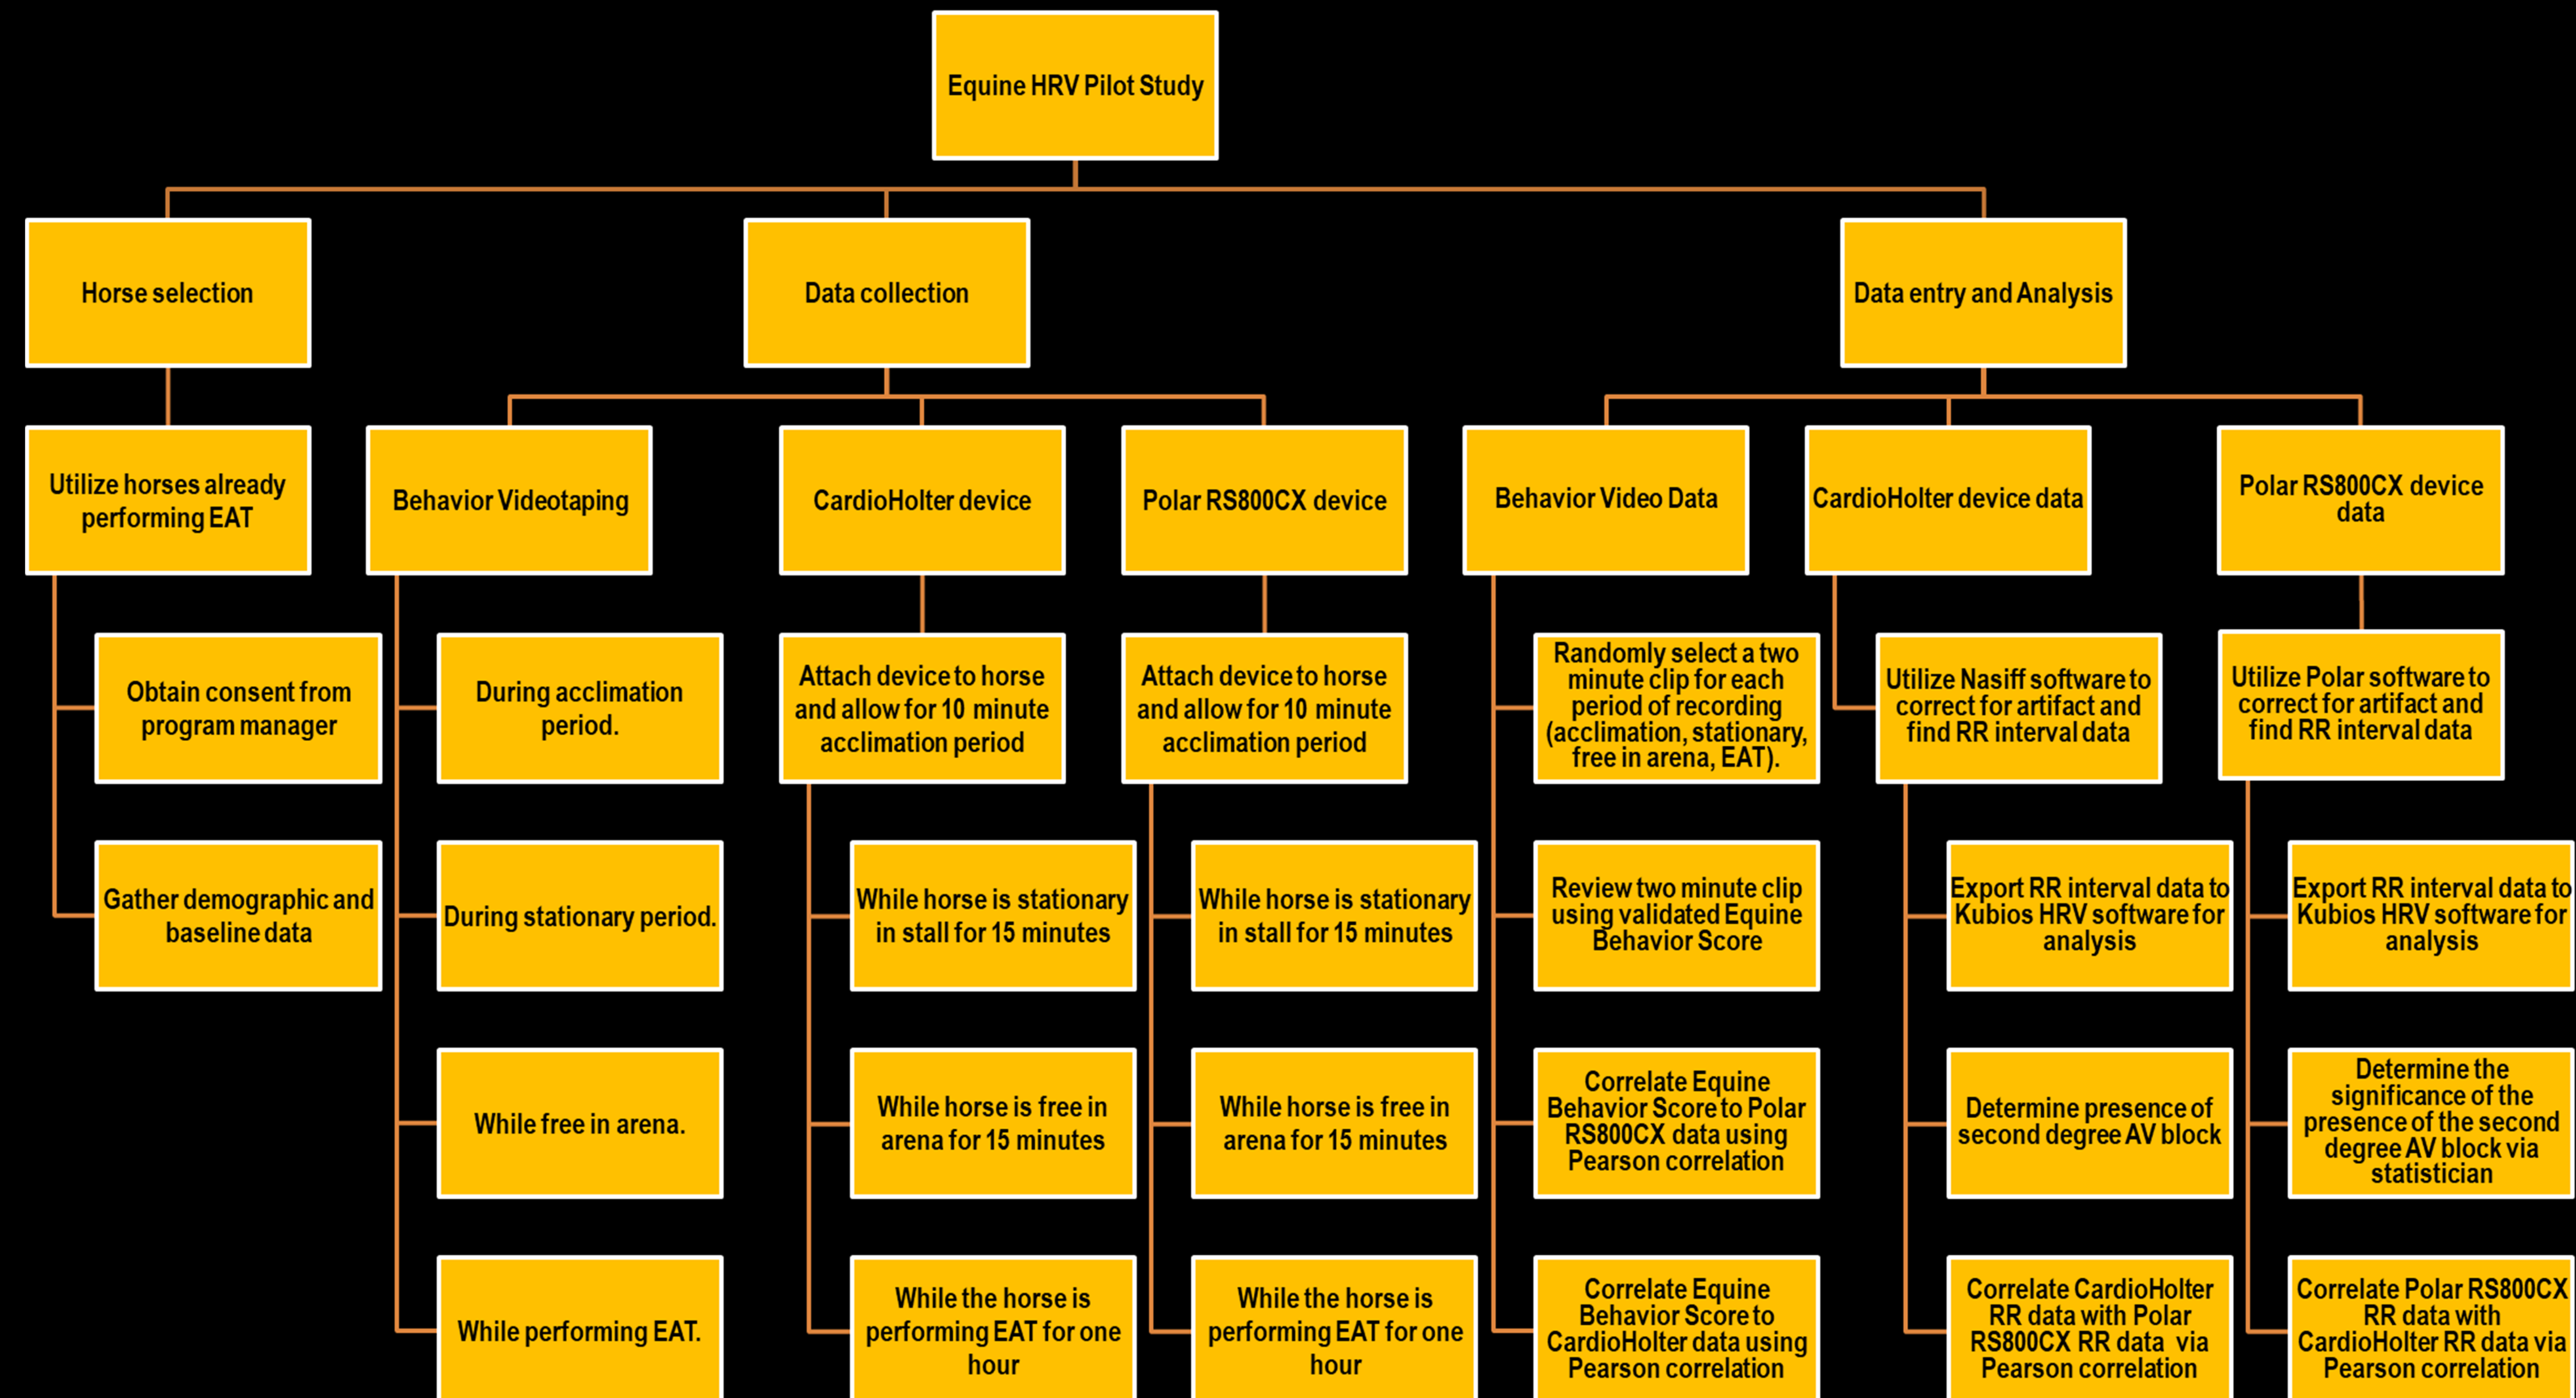 Equine HRV Pilot Study
Horse selection
Data collection
Data entry and Analysis
Utilize horses already
performing EAT
Behavior Videotaping
CardioHolter device
Polar RS800CX device
Behavior Video Data
CardioHolter device data
Polar RS800CX device
data
Obtain consent from
program manager
During acclimation
period.
Attach device to horse
and allow for 10 minute
acclimation period
Attach device to horse
and allow for 10 minute
acclimation period
Randomly select a two
minute clip for each
period of recording
(acclimation, stationary,
free in arena, EAT).
Utilize Nasiff software to
correct for artifact and
find RR interval data
Utilize Polar software to
correct for artifact and
find RR interval data
Gather demographic and
baseline data
During stationary period.
While horse is stationary
in stall for 15 minutes
While horse is stationary
in stall for 15 minutes
Review two minute clip
using validated Equine
Behavior Score
Export RR interval data to
Kubios HRV software for
analysis
Export RR interval data to
Kubios HRV software for
analysis
While free in arena.
While horse is free in
arena for 15 minutes
While horse is free in
arena for 15 minutes
Correlate Equine
Behavior Score to Polar
RS800CX data using
Pearson correlation
Determine presence of
second degree AV block
Determine the
significance of the
presence of the second
degree AV block via
statistician
While performing EAT.
While the horse is
performing EAT for one
hour
While the horse is
performing EAT for one
hour
Correlate Equine
Behavior Score to
CardioHolter data using
Pearson correlation
Correlate CardioHolter
RR data with Polar
RS800CX RR data via
Pearson correlation
Correlate Polar RS800CX
RR data with
CardioHolter RR data via
Pearson correlation